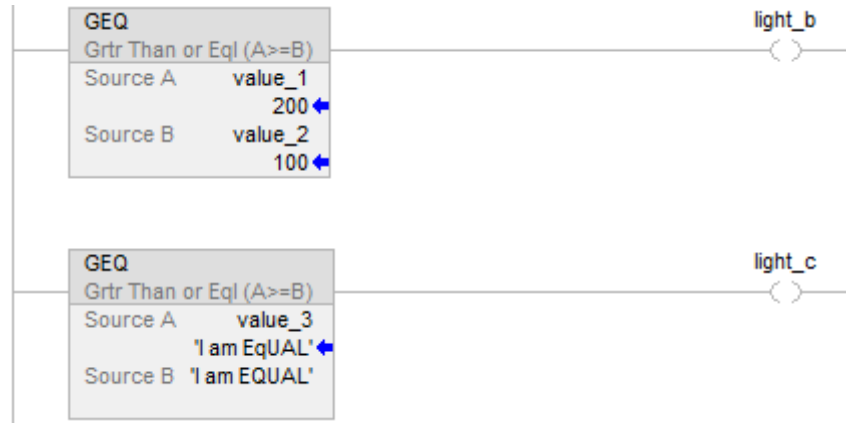 GEQ
light_b
Grtr Than or Eql (A>=B)
Source A value_1
200
Source B value_2
100
GEQ
light_c
Grtr Than or Eql (A>=B)
Source A value_3
'I am EqUAL'
Source B 'I am EQUAL'